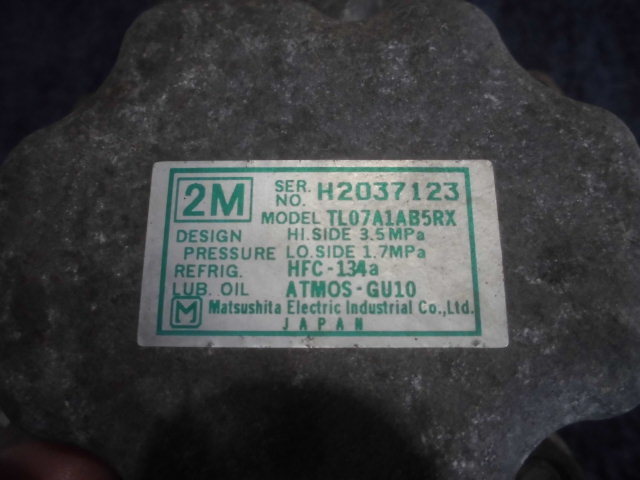 2M
SER. NO. H2037123
MODEL TL07A1AB5RX
DESIGN HI.SIDE 3.5MPa
PRESSURE LO.SIDE 1.7MPa
REFRIG. HFC-134a
LUB. OIL ATMOS-GU10
M Matsushita Electric Industrial Co.,Ltd.
JAPAN